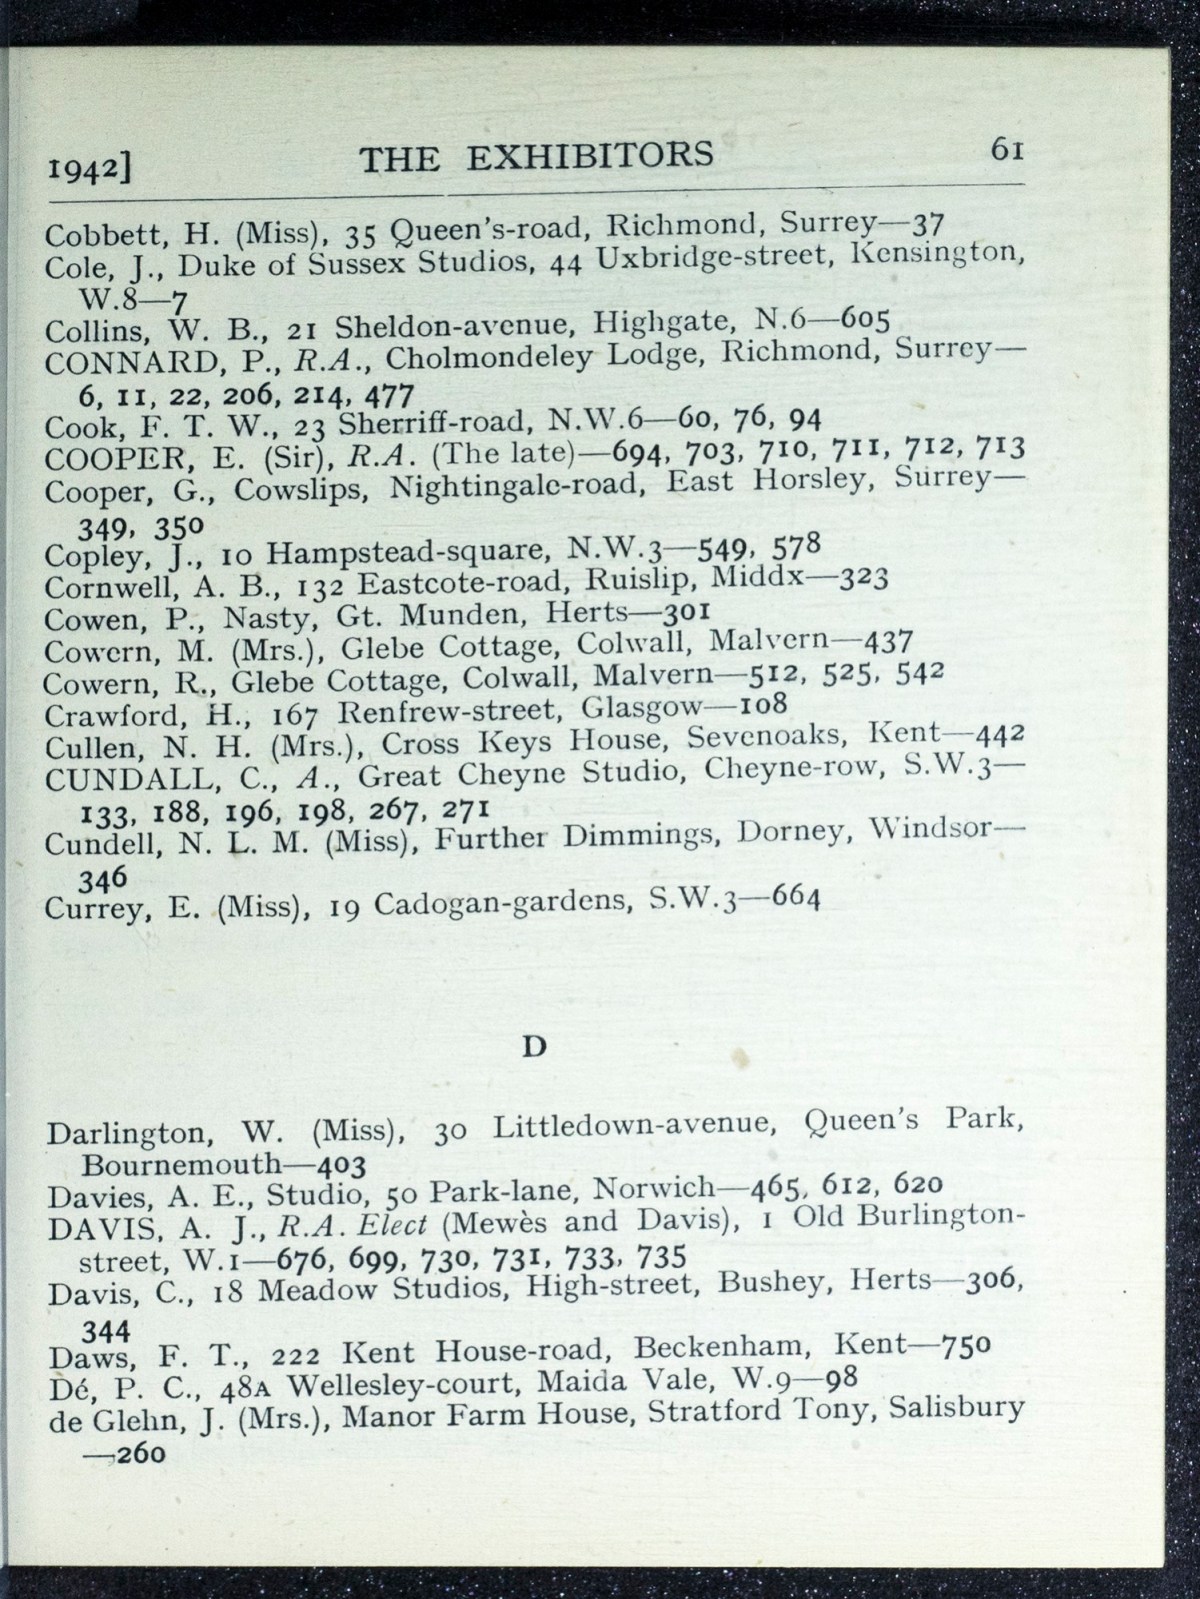 1942] THE EXHIBITORS 61
Cobbett, H. (Miss), 35 Queen's-road, Richmond, Surrey—37
Cole, J., Duke of Sussex Studios, 44 Uxbridge-street, Kensington,
W.8—7
Collins, W. B., 21 Sheldon-avenue, Highgate, N.6—605
CONNARD, P., R.A., Cholmondeley Lodge, Richmond, Surrey—
6, 11, 22, 206, 214, 477
Cook, F. T. W., 23 Sherriff-road, N.W.6—60, 76, 94
COOPER, E. (Sir), R.A. (The late)—694, 703, 710, 711, 712, 713
Cooper, G., Cowslips, Nightingale-road, East Horsley, Surrey—
349, 350
Copley, J., 10 Hampstead-square, N.W.3—549, 578
Cornwell, A. B., 132 Eastcote-road, Ruislip, Middx—323
Cowen, P., Nasty, Gt. Munden, Herts—301
Cowern, M. (Mrs.), Glebe Cottage, Colwall, Malvern—437
Cowern, R., Glebe Cottage, Colwall, Malvern—512, 525, 542
Crawford, H., 167 Renfrew-street, Glasgow—108
Cullen, N. H. (Mrs.), Cross Keys House, Sevenoaks, Kent—442
CUNDALL, C., A., Great Cheyne Studio, Cheyne-row, S.W.3—
133, 188, 196, 198, 267, 271
Cundell, N. L. M. (Miss), Further Dimmings, Dorney, Windsor—
346
Currey, E. (Miss), 19 Cadogan-gardens, S.W.3—664
D
Darlington, W. (Miss), 30 Littledown-avenue, Queen's Park,
Bournemouth—403
Davies, A. E., Studio, 50 Park-lane, Norwich—465, 612, 620
DAVIS, A. J., R.A. Elect (Mewès and Davis), 1 Old Burlington-
street, W.1—676, 699, 730, 731, 733, 735
Davis, C., 18 Meadow Studios, High-street, Bushey, Herts—306,
344
Daws, F. T., 222 Kent House-road, Beckenham, Kent—750
Dé, P. C., 48A Wellesley-court, Maida Vale, W.9—98
de Glehn, J. (Mrs.), Manor Farm House, Stratford Tony, Salisbury
—260